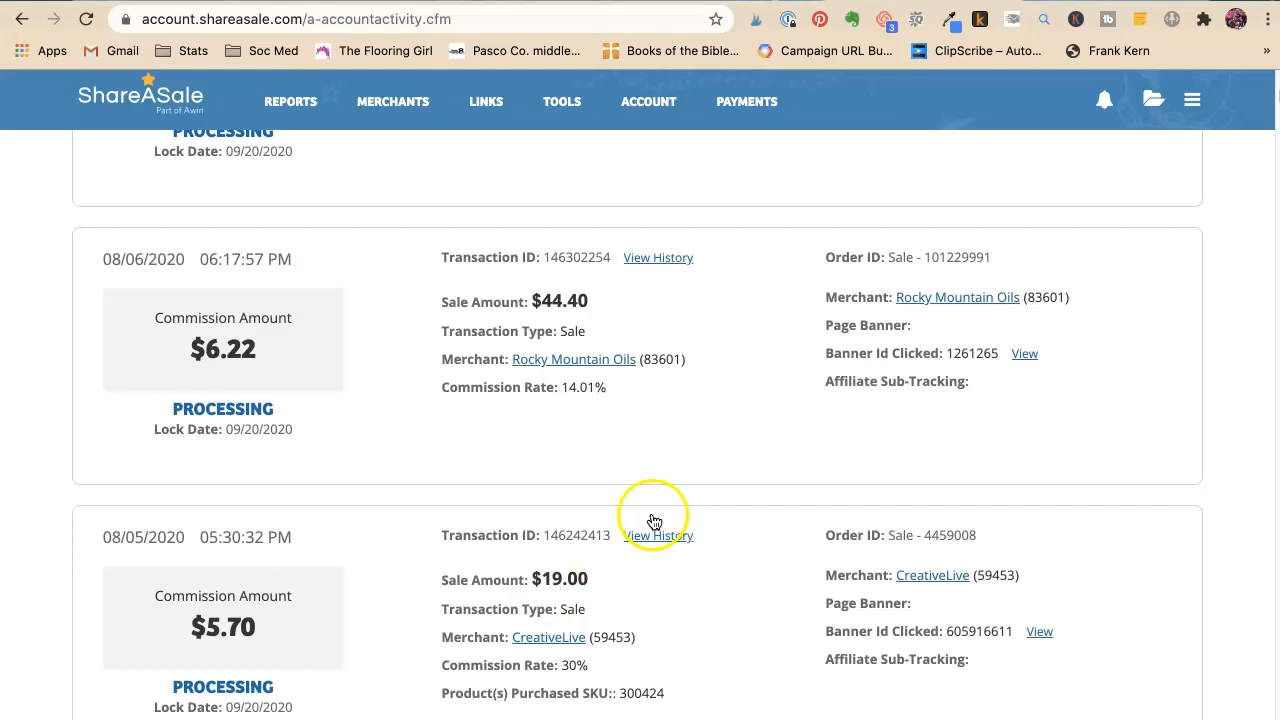 account.shareasale.com/a-accountactivity.cfm
3
Apps Gmail Stats Soc Med The Flooring Girl Pasco Co. middle... Books of the Bible... Campaign URL Bu... ClipScribe – Auto... Frank Kern »
ShareASale
Part of Awin
REPORTS MERCHANTS LINKS TOOLS ACCOUNT PAYMENTS
PROCESSING
Lock Date: 09/20/2020
08/06/2020 06:17:57 PM
Commission Amount
$6.22
PROCESSING
Lock Date: 09/20/2020
Transaction ID: 146302254 View History
Sale Amount: $44.40
Transaction Type: Sale
Merchant: Rocky Mountain Oils (83601)
Commission Rate: 14.01%
Order ID: Sale - 101229991
Merchant: Rocky Mountain Oils (83601)
Page Banner:
Banner Id Clicked: 1261265 View
Affiliate Sub-Tracking:
08/05/2020 05:30:32 PM
Commission Amount
$5.70
PROCESSING
Lock Date: 09/20/2020
Transaction ID: 146242413 View History
Sale Amount: $19.00
Transaction Type: Sale
Merchant: CreativeLive (59453)
Commission Rate: 30%
Product(s) Purchased SKU:: 300424
Order ID: Sale - 4459008
Merchant: CreativeLive (59453)
Page Banner:
Banner Id Clicked: 605916611 View
Affiliate Sub-Tracking: